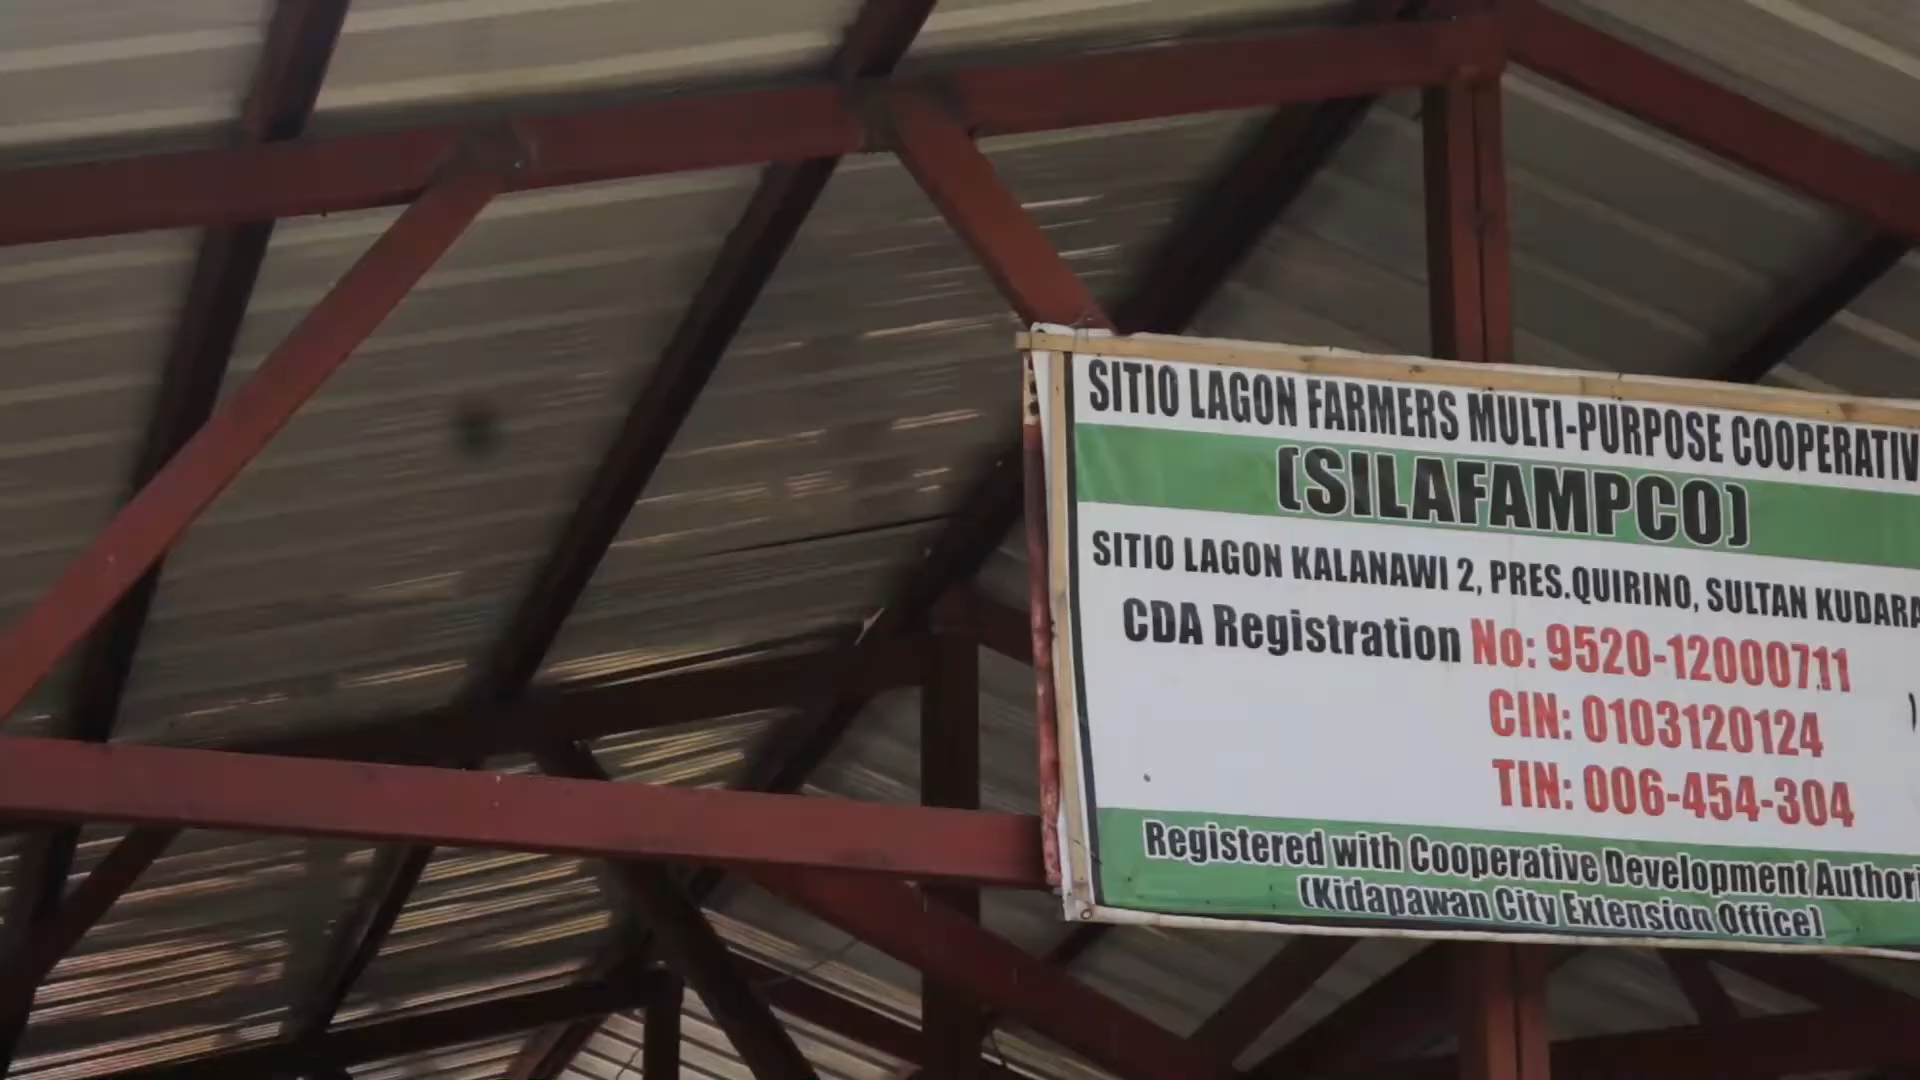 SITIO LAGON FARMERS MULTI-PURPOSE COOPERATIV
(SILAFAMPCO)
SITIO LAGON KALANAWI 2, PRES.QUIRINO, SULTAN KUDARA
CDA Registration No: 9520-12000711
CIN: 0103120124
TIN: 006-454-304
Registered with Cooperative Development Authori
(Kidapawan City Extension Office)